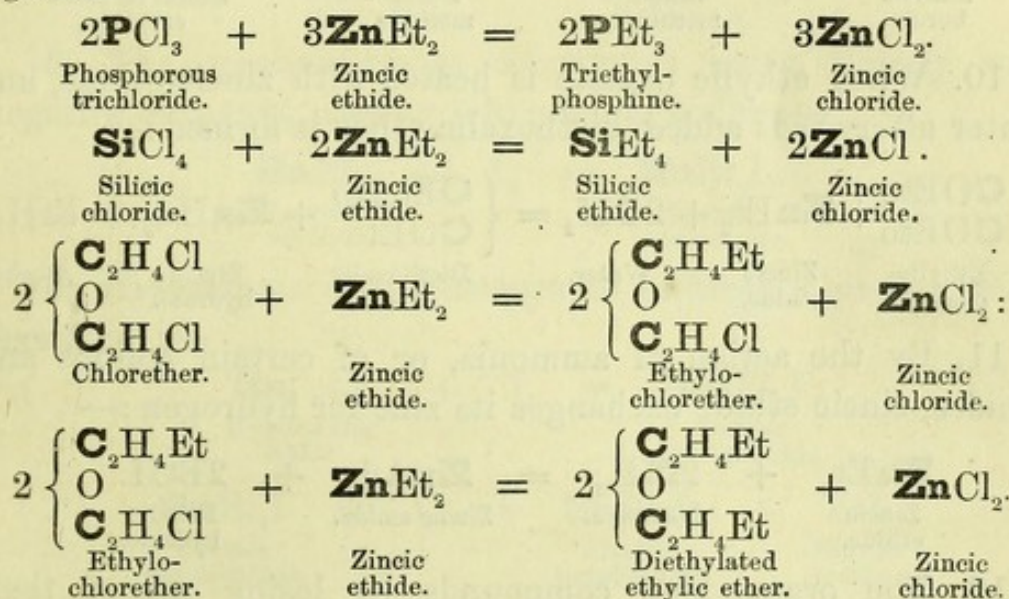 2PCl₃ + 3ZnEt₂ = 2PEt₃ + 3ZnCl₂.
Phosphorous Zincic Triethyl- Zincic
trichloride. ethide. phosphine. chloride.
SiCl₄ + 2ZnEt₂ = SiEt₄ + 2ZnCl .
Silicic Zincic Silicic Zincic
chloride. ethide. ethide. chloride.
C₂H₄Cl C₂H₄Et
2 { O + ZnEt₂ = 2 { O + ZnCl₂ :
C₂H₄Cl C₂H₄Cl
Chlorether. Zincic Ethylo- Zincic
ethide. chlorether. chloride.
C₂H₄Et C₂H₄Et
2 { O + ZnEt₂ = 2 { O + ZnCl₂.
C₂H₄Cl C₂H₄Et
Ethylo- Zincic Diethylated Zincic
chlorether. ethide. ethylic ether. chloride.